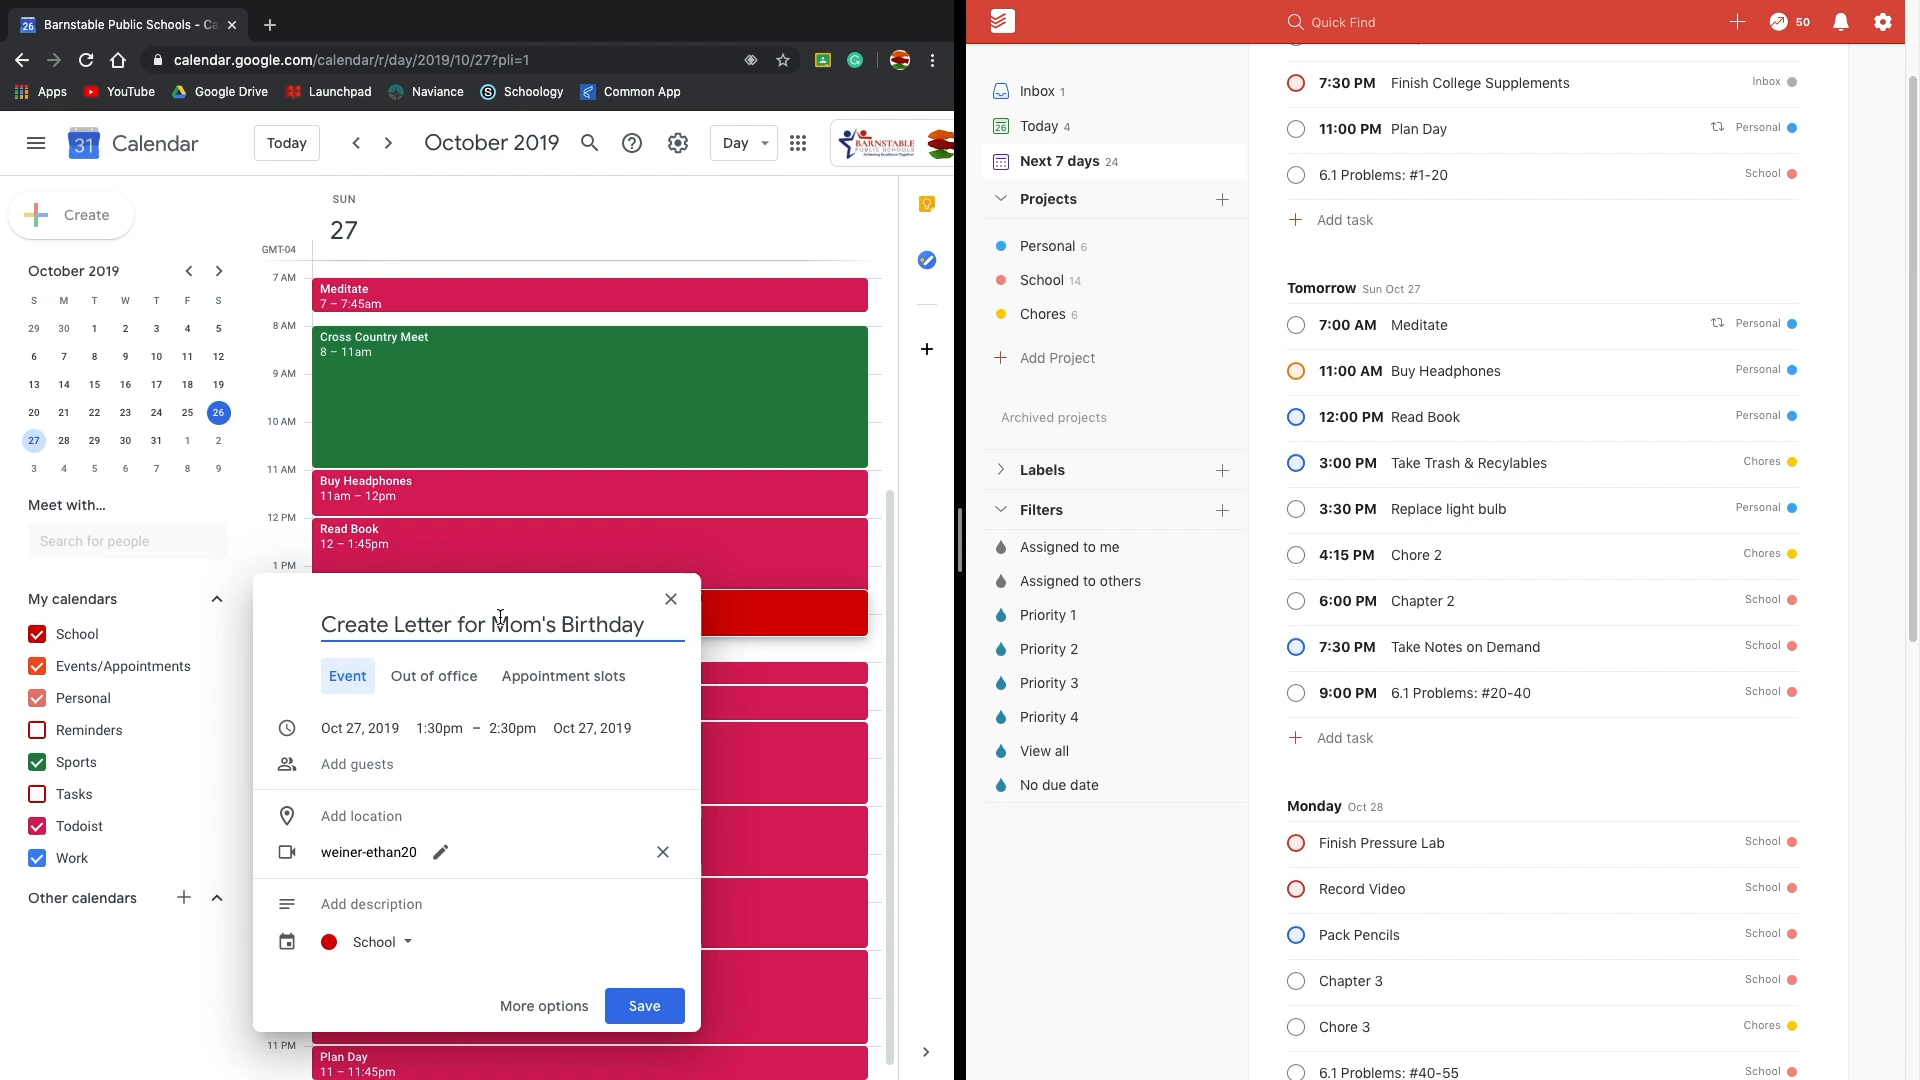 26 Barnstable Public Schools - Ca
calendar.google.com/calendar/r/day/2019/10/27?pli=1
Apps YouTube Google Drive Launchpad Naviance Schoology Common App
31 Calendar Today October 2019 Day BARNSTABLE
PUBLIC SCHOOLS
Create
SUN
27
GMT-04
October 2019
S M T W T F S
29 30 1 2 3 4 5
6 7 8 9 10 11 12
13 14 15 16 17 18 19
20 21 22 23 24 25 26
27 28 29 30 31 1 2
3 4 5 6 7 8 9
Meet with...
Search for people
My calendars
School
Events/Appointments
Personal
Reminders
Sports
Tasks
Todoist
Work
Other calendars
7 AM
Meditate
7 – 7:45am
8 AM
Cross Country Meet
8 – 11am
9 AM
10 AM
11 AM
Buy Headphones
11am – 12pm
12 PM
Read Book
12 – 1:45pm
1 PM
Create Letter for Mom's Birthday
Event Out of office Appointment slots
Oct 27, 2019 1:30pm – 2:30pm Oct 27, 2019
Add guests
Add location
weiner-ethan20
Add description
School
More options Save
11 PM
Plan Day
11 – 11:45pm
Quick Find 50
Inbox 1
26 Today 4
Next 7 days 24
Projects
Personal 6
School 14
Chores 6
Add Project
Archived projects
Labels
Filters
Assigned to me
Assigned to others
Priority 1
Priority 2
Priority 3
Priority 4
View all
No due date
7:30 PM Finish College Supplements Inbox
11:00 PM Plan Day Personal
6.1 Problems: #1-20 School
Add task
Tomorrow Sun Oct 27
7:00 AM Meditate Personal
11:00 AM Buy Headphones Personal
12:00 PM Read Book Personal
3:00 PM Take Trash & Recylables Chores
3:30 PM Replace light bulb Personal
4:15 PM Chore 2 Chores
6:00 PM Chapter 2 School
7:30 PM Take Notes on Demand School
9:00 PM 6.1 Problems: #20-40 School
Add task
Monday Oct 28
Finish Pressure Lab School
Record Video School
Pack Pencils School
Chapter 3 School
Chore 3 Chores
6.1 Problems: #40-55 School